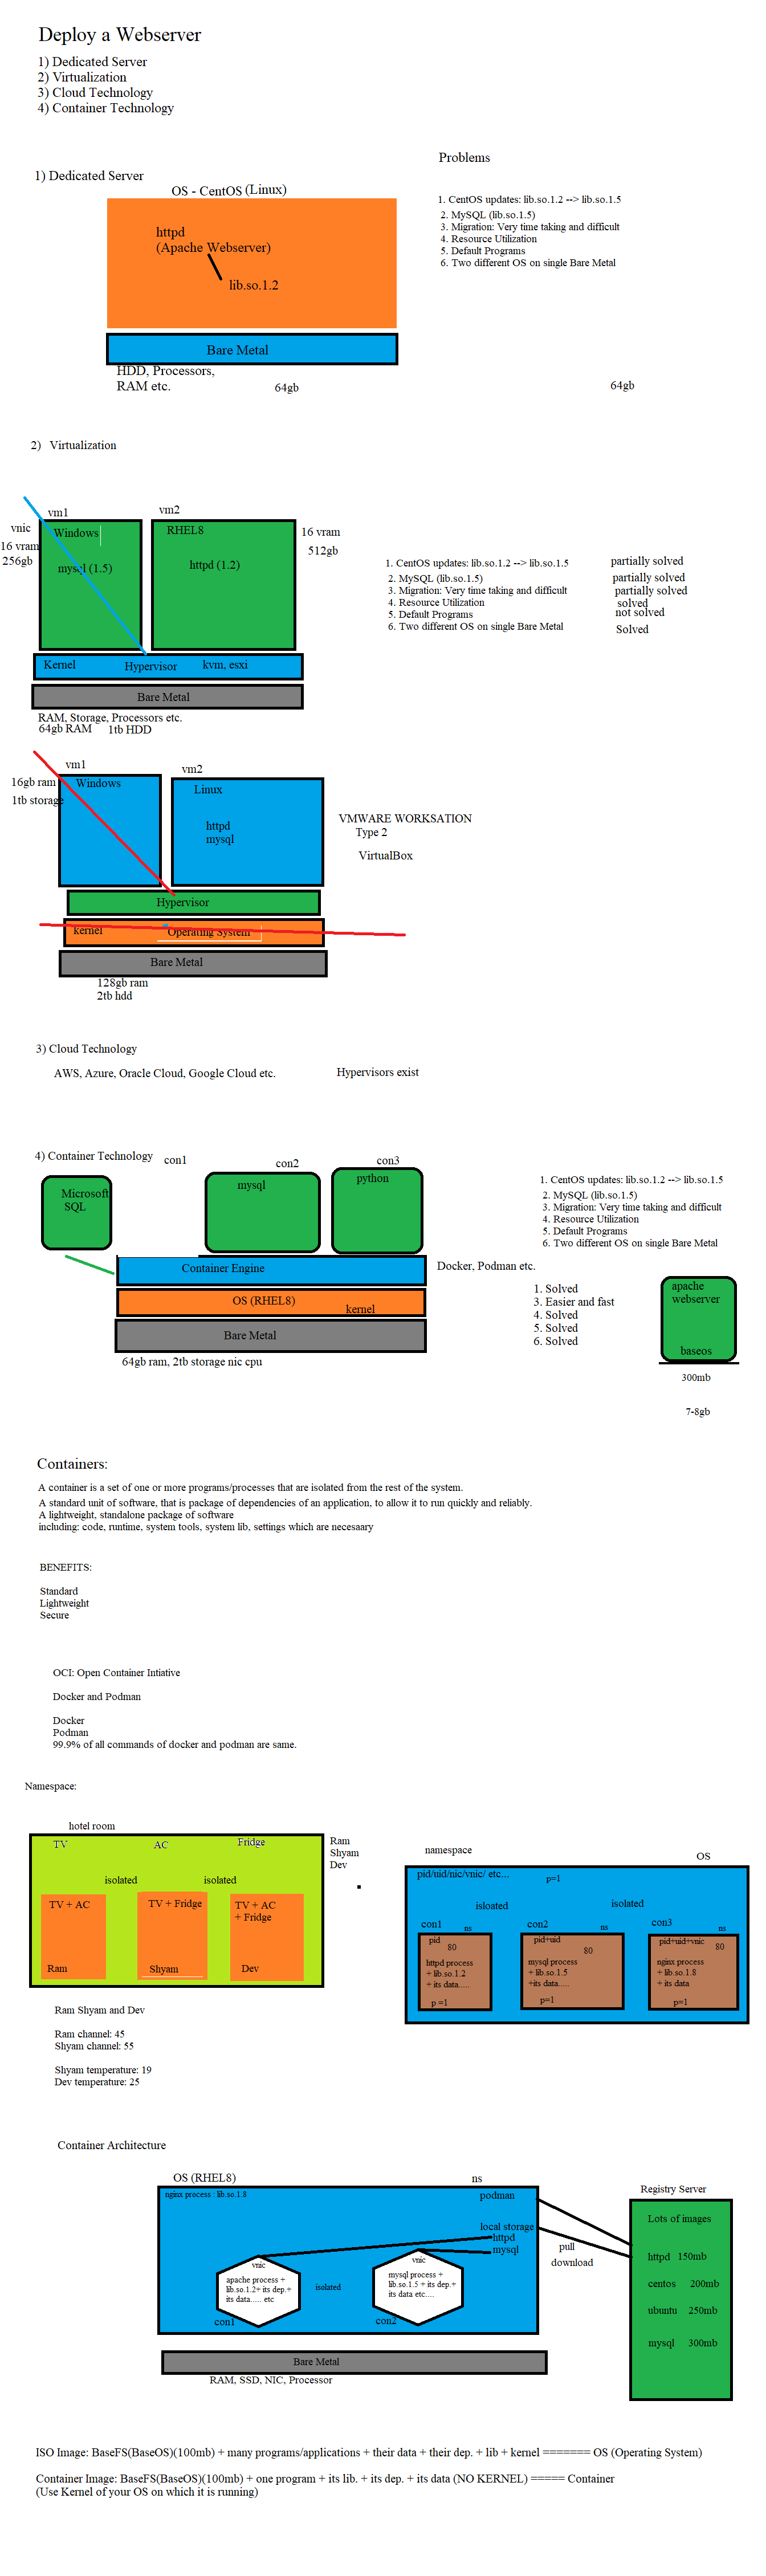 Deploy a Webserver
1) Dedicated Server
2) Virtualization
3) Cloud Technology
4) Container Technology
Problems
1) Dedicated Server
OS - CentOS (Linux)
httpd
(Apache Webserver)
lib.so.1.2
Bare Metal
HDD, Processors,
RAM etc.
64gb
1. CentOS updates: lib.so.1.2 --> lib.so.1.5
2. MySQL (lib.so.1.5)
3. Migration: Very time taking and difficult
4. Resource Utilization
5. Default Programs
6. Two different OS on single Bare Metal
64gb
2) Virtualization
vm1
vm2
vnic
16 vram
256gb
Windows
mysql (1.5)
RHEL8
httpd (1.2)
16 vram
512gb
Kernel
Hypervisor
kvm, esxi
Bare Metal
RAM, Storage, Processors etc.
64gb RAM
1tb HDD
1. CentOS updates: lib.so.1.2 --> lib.so.1.5
partially solved
2. MySQL (lib.so.1.5)
partially solved
3. Migration: Very time taking and difficult
partially solved
4. Resource Utilization
solved
5. Default Programs
not solved
6. Two different OS on single Bare Metal
Solved
vm1
vm2
16gb ram
1tb storage
Windows
Linux
httpd
mysql
VMWARE WORKSATION
Type 2
VirtualBox
Hypervisor
kernel
Operating System
Bare Metal
128gb ram
2tb hdd
3) Cloud Technology
AWS, Azure, Oracle Cloud, Google Cloud etc.
Hypervisors exist
4) Container Technology
con1
con2
con3
Microsoft
SQL
mysql
python
Container Engine
Docker, Podman etc.
OS (RHEL8)
kernel
Bare Metal
64gb ram, 2tb storage nic cpu
1. CentOS updates: lib.so.1.2 --> lib.so.1.5
2. MySQL (lib.so.1.5)
3. Migration: Very time taking and difficult
4. Resource Utilization
5. Default Programs
6. Two different OS on single Bare Metal
1. Solved
3. Easier and fast
4. Solved
5. Solved
6. Solved
apache
webserver
baseos
300mb
7-8gb
Containers:
A container is a set of one or more programs/processes that are isolated from the rest of the system.
A standard unit of software, that is package of dependencies of an application, to allow it to run quickly and reliably.
A lightweight, standalone package of software
including: code, runtime, system tools, system lib, settings which are necesaary
BENEFITS:
Standard
Lightweight
Secure
OCI: Open Container Intiative
Docker and Podman
Docker
Podman
99.9% of all commands of docker and podman are same.
Namespace:
hotel room
TV
AC
Fridge
isolated
isolated
TV + AC
Ram
TV + Fridge
Shyam
TV + AC
+ Fridge
Dev
Ram
Shyam
Dev
namespace
OS
pid/uid/nic/vnic/ etc...
p=1
isloated
isolated
con1
ns
con2
ns
con3
ns
pid
80
httpd process
+ lib.so.1.2
+ its data.....
p =1
pid+uid
80
mysql process
+ lib.so.1.5
+its data.....
p=1
pid+uid+vnic
80
nginx process
+ lib.so.1.8
+ its data
p=1
Ram Shyam and Dev
Ram channel: 45
Shyam channel: 55
Shyam temperature: 19
Dev temperature: 25
Container Architecture
OS (RHEL8)
ns
nginx process : lib.so.1.8
podman
local storage
httpd
mysql
vnic
apache process +
lib.so.1.2+ its dep.+
its data..... etc
con1
isolated
vnic
mysql process +
lib.so.1.5 + its dep.+
its data etc....
con2
pull
download
Registry Server
Lots of images
httpd 150mb
centos 200mb
ubuntu 250mb
mysql 300mb
Bare Metal
RAM, SSD, NIC, Processor
ISO Image: BaseFS(BaseOS)(100mb) + many programs/applications + their data + their dep. + lib + kernel ======= OS (Operating System)
Container Image: BaseFS(BaseOS)(100mb) + one program + its lib. + its dep. + its data (NO KERNEL) ===== Container
(Use Kernel of your OS on which it is running)